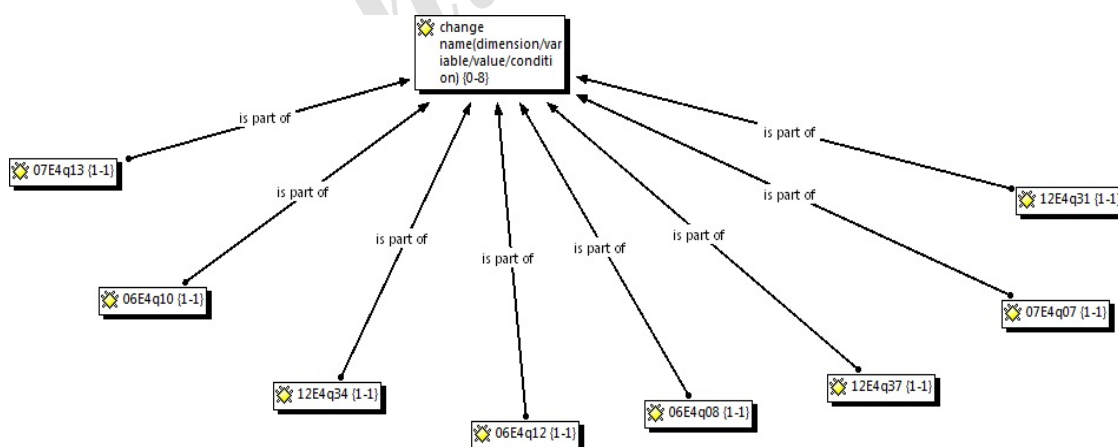 change
name(dimension/var
iable/value/conditi
on) {0-8}
is part of
is part of
is part of
is part of
is part of
is part of
is part of
is part of
07E4q13 {1-1}
12E4q31 {1-1}
06E4q10 {1-1}
07E4q07 {1-1}
12E4q34 {1-1}
12E4q37 {1-1}
06E4q08 {1-1}
06E4q12 {1-1}